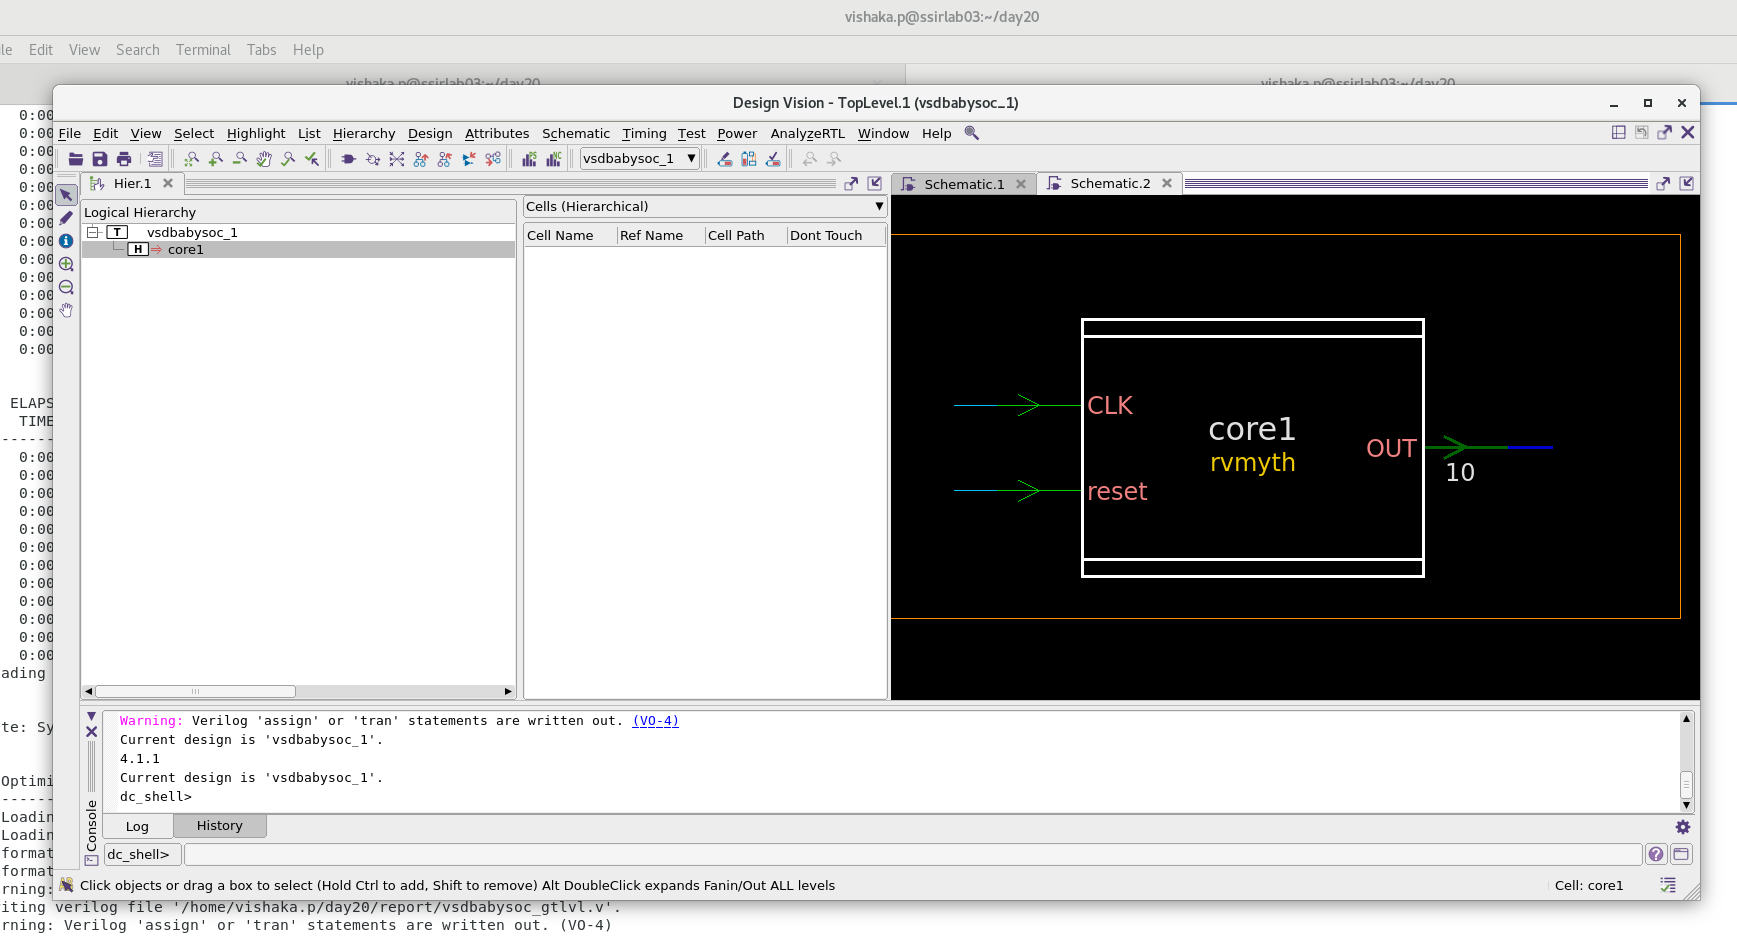 vishaka.p@ssirlab03:~/day20
le Edit View Search Terminal Tabs Help
vishaka.p@ssirlab03:~/day20 vishaka.p@ssirlab03:~/day20
Design Vision - TopLevel.1 (vsdbabysoc_1)
File Edit View Select Highlight List Hierarchy Design Attributes Schematic Timing Test Power AnalyzeRTL Window Help
vsdbabysoc_1
Hier.1
Schematic.1 Schematic.2
Logical Hierarchy
T vsdbabysoc_1
H core1
Cells (Hierarchical)
Cell Name Ref Name Cell Path Dont Touch
CLK
reset
core1
rvmyth
OUT
10
0:00
0:00
0:00
0:00
0:00
0:00
0:00
0:00
0:00
0:00
0:00
0:00
0:00
0:00
ELAPS
TIME
------
0:00
0:00
0:00
0:00
0:00
0:00
0:00
0:00
0:00
0:00
0:00
0:00
ading
te: Sy
Optimi
------
Loadin
Loadin
format
format
rning:
Warning: Verilog 'assign' or 'tran' statements are written out. (VO-4)
Current design is 'vsdbabysoc_1'.
4.1.1
Current design is 'vsdbabysoc_1'.
dc_shell>
Console
Log History
dc_shell>
Click objects or drag a box to select (Hold Ctrl to add, Shift to remove) Alt DoubleClick expands Fanin/Out ALL levels
Cell: core1
iting verilog file '/home/vishaka.p/day20/report/vsdbabysoc_gtlvl.v'.
rning: Verilog 'assign' or 'tran' statements are written out. (VO-4)